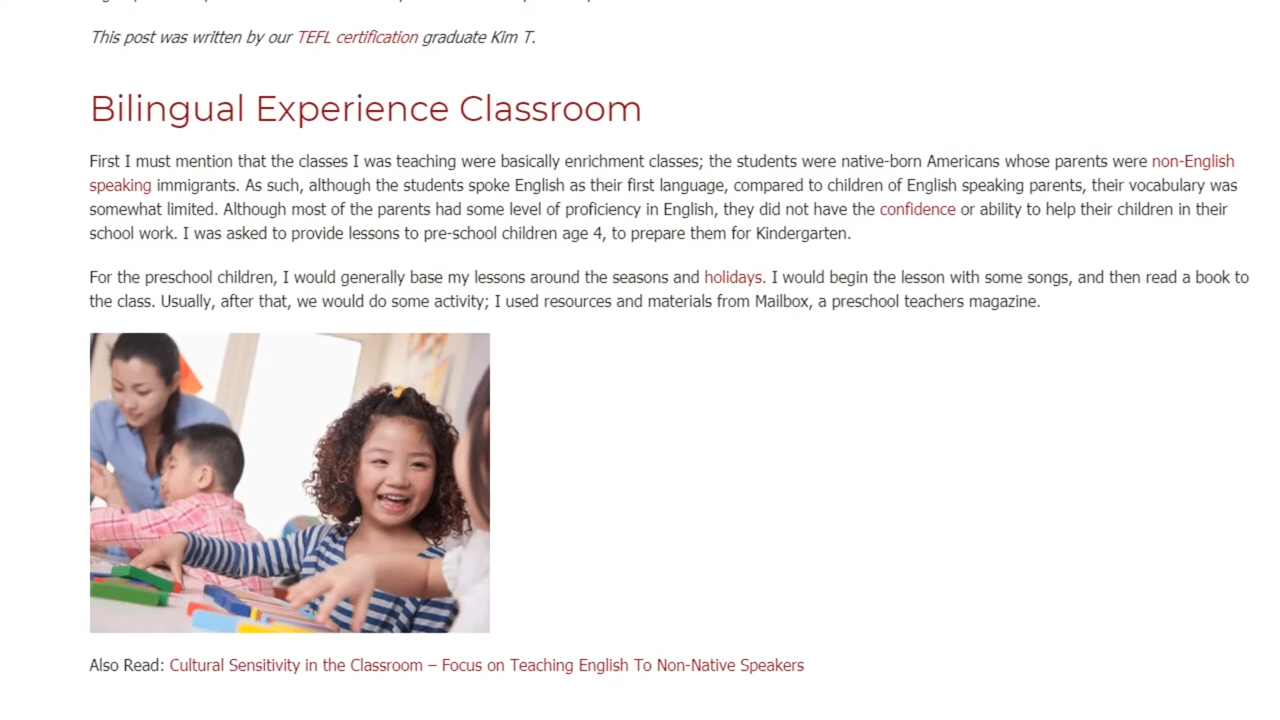 This post was written by our TEFL certification graduate Kim T.
Bilingual Experience Classroom
First I must mention that the classes I was teaching were basically enrichment classes; the students were native-born Americans whose parents were non-English
speaking immigrants. As such, although the students spoke English as their first language, compared to children of English speaking parents, their vocabulary was
somewhat limited. Although most of the parents had some level of proficiency in English, they did not have the confidence or ability to help their children in their
school work. I was asked to provide lessons to pre-school children age 4, to prepare them for Kindergarten.
For the preschool children, I would generally base my lessons around the seasons and holidays. I would begin the lesson with some songs, and then read a book to
the class. Usually, after that, we would do some activity; I used resources and materials from Mailbox, a preschool teachers magazine.
Also Read: Cultural Sensitivity in the Classroom – Focus on Teaching English To Non-Native Speakers